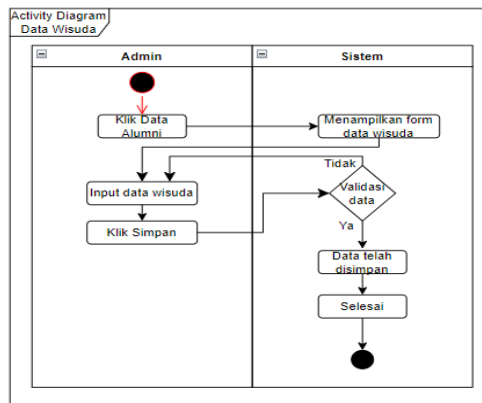 Activity Diagram
Data Wisuda
Admin
Sistem
Klik Data
Alumni
Menampilkan form
data wisuda
Tidak
Input data wisuda
Validasi
data
Klik Simpan
Ya
Data telah
disimpan
Selesai